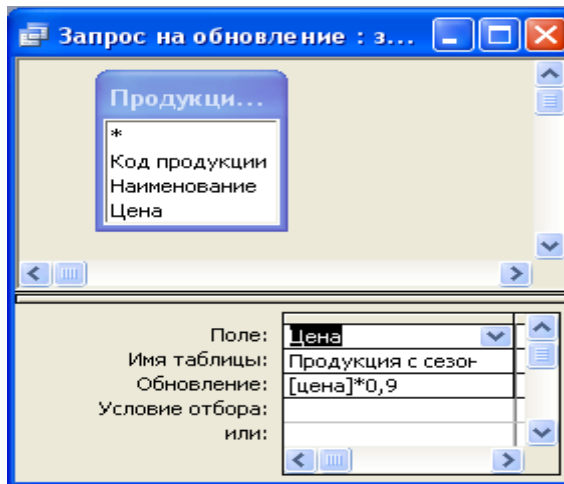 Запрос на обновление : з...
Продукци...
*
Код продукции
Наименование
Цена
Поле: Цена
Имя таблицы: Продукция с сезон
Обновление: [цена]*0,9
Условие отбора:
или: